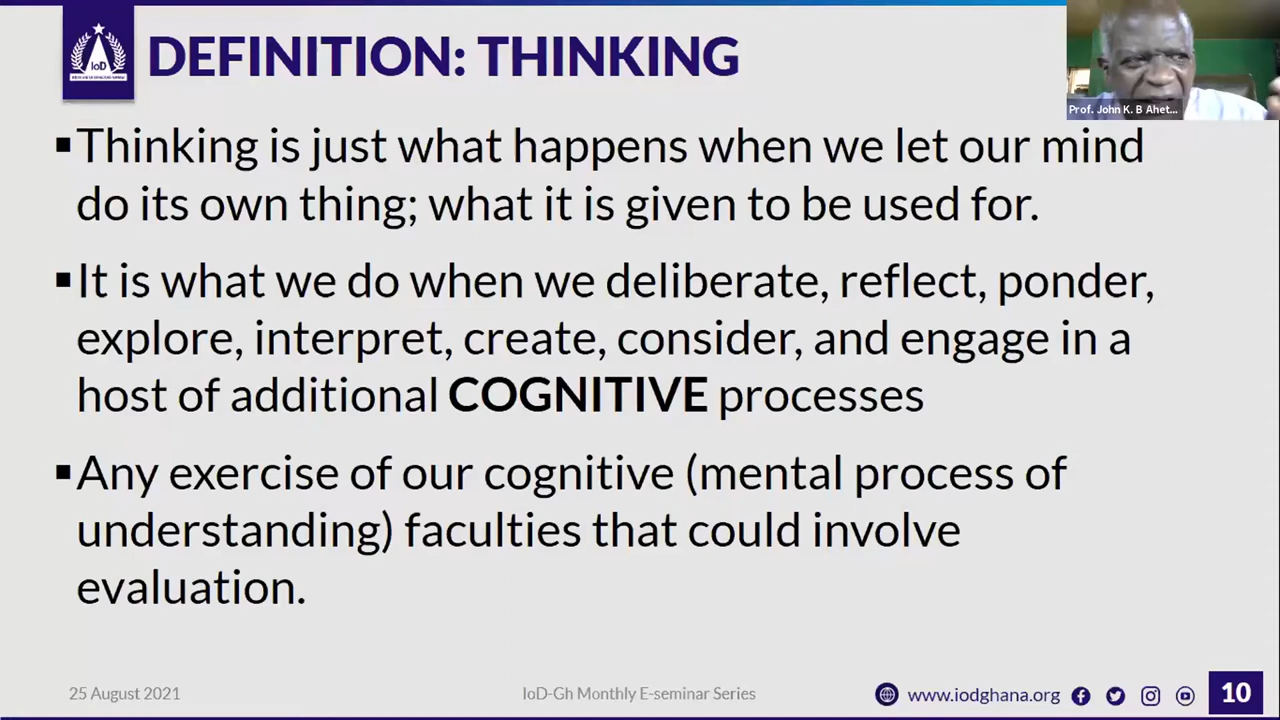 DEFINITION: THINKING
IoD
Prof. John K. B Ahet...
▪Thinking is just what happens when we let our mind
do its own thing; what it is given to be used for.
▪It is what we do when we deliberate, reflect, ponder,
explore, interpret, create, consider, and engage in a
host of additional COGNITIVE processes
▪Any exercise of our cognitive (mental process of
understanding) faculties that could involve
evaluation.
25 August 2021
IoD-Gh Monthly E-seminar Series
www.iodghana.org
10